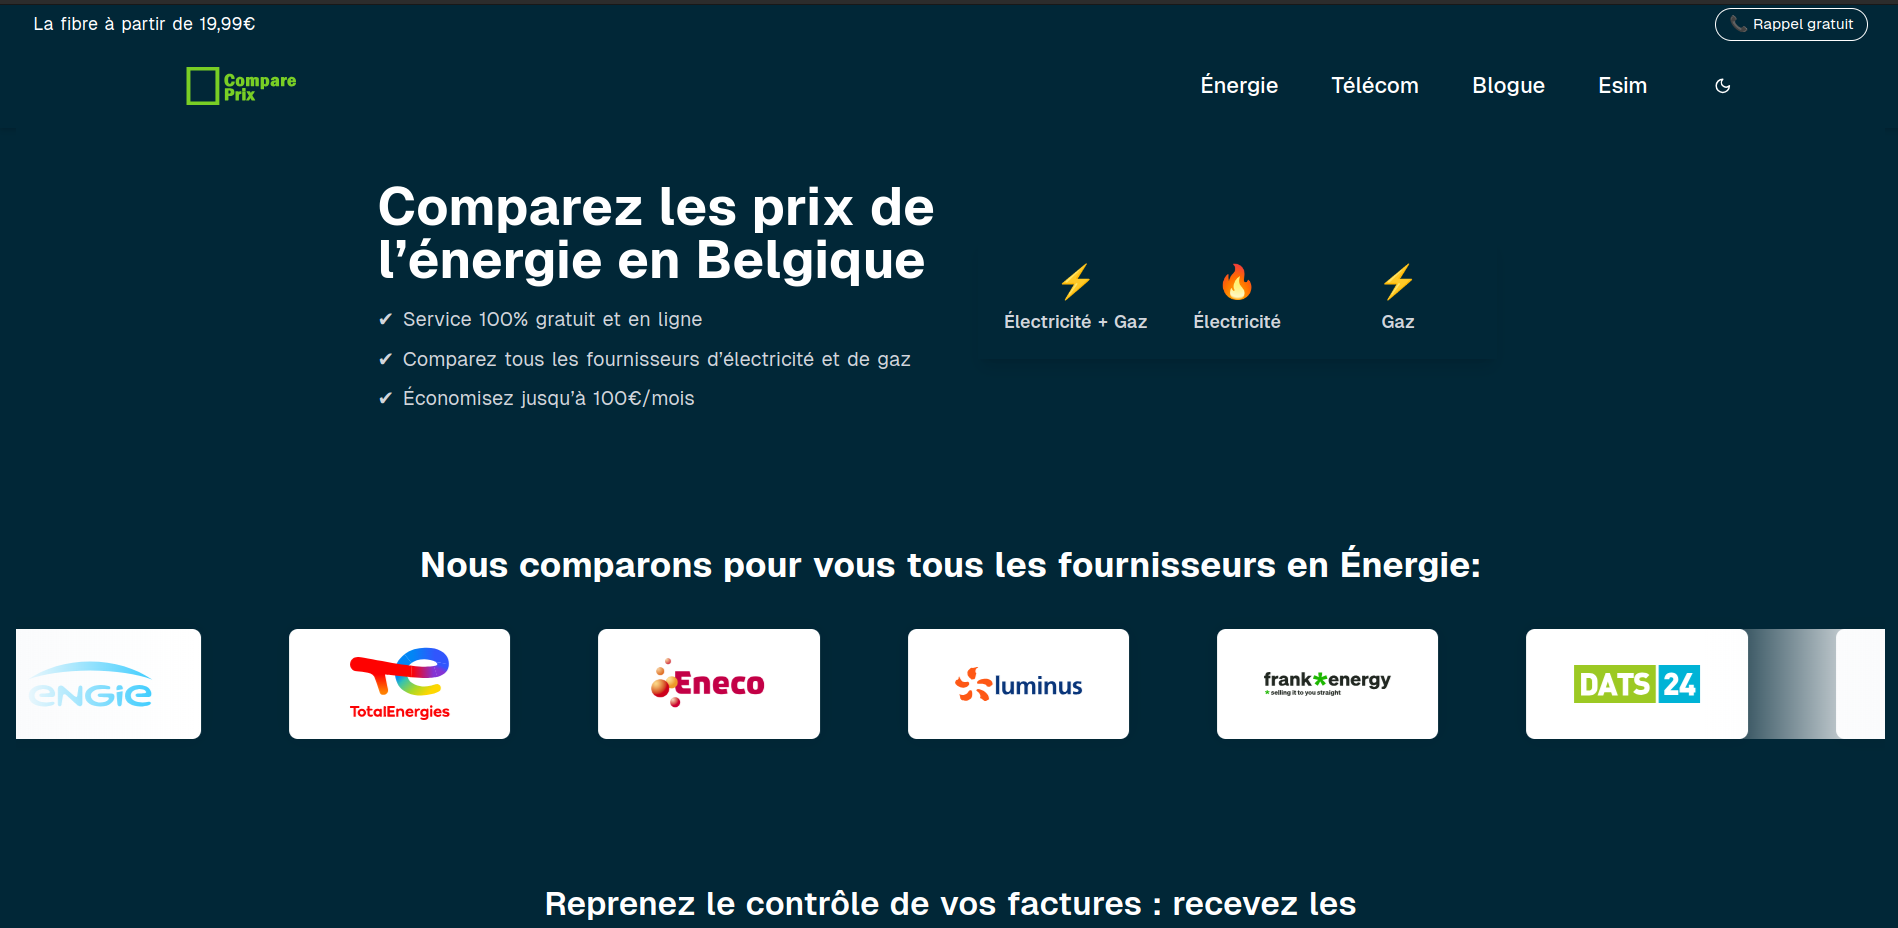 La fibre à partir de 19,99€
Rappel gratuit
Compare
Prix
Énergie
Télécom
Blogue
Esim
Comparez les prix de
l’énergie en Belgique
✔ Service 100% gratuit et en ligne
✔ Comparez tous les fournisseurs d’électricité et de gaz
✔ Économisez jusqu’à 100€/mois
Électricité + Gaz
Électricité
Gaz
Nous comparons pour vous tous les fournisseurs en Énergie:
ENGIE
TotalEnergies
Eneco
luminus
frank*energy
* selling it to you straight
DATS 24
Reprenez le contrôle de vos factures : recevez les